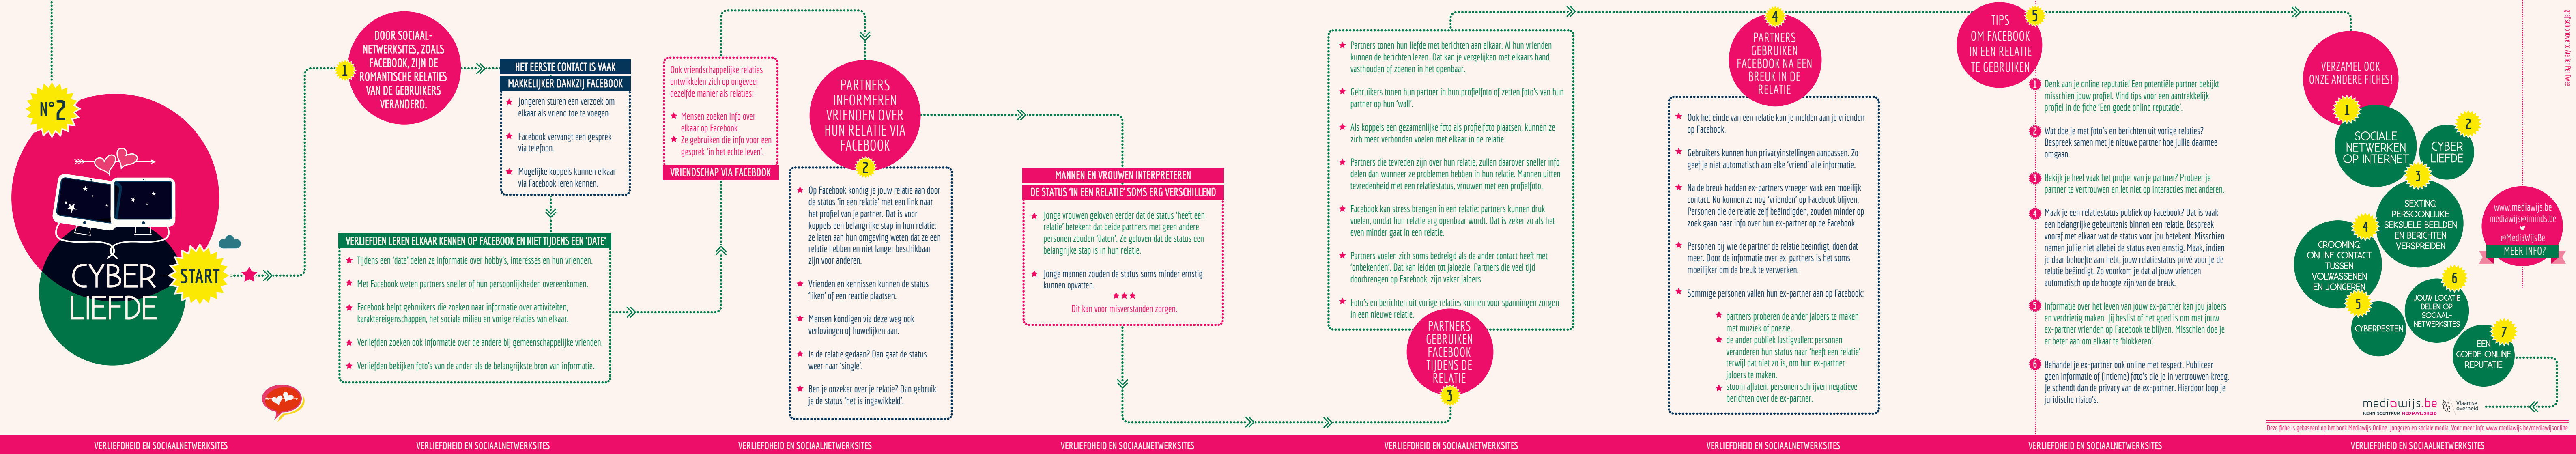 N°2
CYBER
LIEFDE
START
1
DOOR SOCIAAL-
NETWERKSITES, ZOALS
FACEBOOK, ZIJN DE
ROMANTISCHE RELATIES
VAN DE GEBRUIKERS
VERANDERD.
HET EERSTE CONTACT IS VAAK
MAKKELIJKER DANKZIJ FACEBOOK
Jongeren sturen een verzoek om
elkaar als vriend toe te voegen
Facebook vervangt een gesprek
via telefoon.
Mogelijke koppels kunnen elkaar
via Facebook leren kennen.
VERLIEFDEN LEREN ELKAAR KENNEN OP FACEBOOK EN NIET TIJDENS EEN 'DATE'
Tijdens een 'date' delen ze informatie over hobby's, interesses en hun vrienden.
Met Facebook weten partners sneller of hun persoonlijkheden overeenkomen.
Facebook helpt gebruikers die zoeken naar informatie over activiteiten,
karaktereigenschappen, het sociale milieu en vorige relaties van elkaar.
Verliefden zoeken ook informatie over de andere bij gemeenschappelijke vrienden.
Verliefden bekijken foto's van de ander als de belangrijkste bron van informatie.
Ook vriendschappelijke relaties
ontwikkelen zich op ongeveer
dezelfde manier als relaties:
Mensen zoeken info over
elkaar op Facebook
Ze gebruiken die info voor een
gesprek 'in het echte leven'.
VRIENDSCHAP VIA FACEBOOK
PARTNERS
INFORMEREN
VRIENDEN OVER
HUN RELATIE VIA
FACEBOOK
2
Op Facebook kondig je jouw relatie aan door
de status 'in een relatie' met een link naar
het profiel van je partner. Dat is voor
koppels een belangrijke stap in hun relatie:
ze laten aan hun omgeving weten dat ze een
relatie hebben en niet langer beschikbaar
zijn voor anderen.
Vrienden en kennissen kunnen de status
'liken' of een reactie plaatsen.
Mensen kondigen via deze weg ook
verlovingen of huwelijken aan.
Is de relatie gedaan? Dan gaat de status
weer naar 'single'.
Ben je onzeker over je relatie? Dan gebruik
je de status 'het is ingewikkeld'.
MANNEN EN VROUWEN INTERPRETEREN
DE STATUS 'IN EEN RELATIE' SOMS ERG VERSCHILLEND
Jonge vrouwen geloven eerder dat de status 'heeft een
relatie' betekent dat beide partners met geen andere
personen zouden 'daten'. Ze geloven dat de status een
belangrijke stap is in hun relatie.
Jonge mannen zouden de status soms minder ernstig
kunnen opvatten.
Dit kan voor misverstanden zorgen.
Partners tonen hun liefde met berichten aan elkaar. Al hun vrienden
kunnen de berichten lezen. Dat kan je vergelijken met elkaars hand
vasthouden of zoenen in het openbaar.
Gebruikers tonen hun partner in hun profielfoto of zetten foto's van hun
partner op hun 'wall'.
Als koppels een gezamenlijke foto als profielfoto plaatsen, kunnen ze
zich meer verbonden voelen met elkaar in de relatie.
Partners die tevreden zijn over hun relatie, zullen daarover sneller info
delen dan wanneer ze problemen hebben in hun relatie. Mannen uitten
tevredenheid met een relatiestatus, vrouwen met een profielfoto.
Facebook kan stress brengen in een relatie: partners kunnen druk
voelen, omdat hun relatie erg openbaar wordt. Dat is zeker zo als het
even minder gaat in een relatie.
Partners voelen zich soms bedreigd als de ander contact heeft met
'onbekenden'. Dat kan leiden tot jaloezie. Partners die veel tijd
doorbrengen op Facebook, zijn vaker jaloers.
Foto's en berichten uit vorige relaties kunnen voor spanningen zorgen
in een nieuwe relatie.
PARTNERS
GEBRUIKEN
FACEBOOK
TIJDENS DE
RELATIE
3
4
PARTNERS
GEBRUIKEN
FACEBOOK NA EEN
BREUK IN DE
RELATIE
Ook het einde van een relatie kan je melden aan je vrienden
op Facebook.
Gebruikers kunnen hun privacyinstellingen aanpassen. Zo
geef je niet automatisch aan elke 'vriend' alle informatie.
Na de breuk hadden ex-partners vroeger vaak een moeilijk
contact. Nu kunnen ze nog 'vrienden' op Facebook blijven.
Personen die de relatie zelf beëindigden, zouden minder op
zoek gaan naar info over hun ex-partner op de Facebook.
Personen bij wie de partner de relatie beëindigt, doen dat
meer. Door de informatie over ex-partners is het soms
moeilijker om de breuk te verwerken.
Sommige personen vallen hun ex-partner aan op Facebook:
partners proberen de ander jaloers te maken
met muziek of poëzie.
de ander publiek lastigvallen: personen
veranderen hun status naar 'heeft een relatie'
terwijl dat niet zo is, om hun ex-partner
jaloers te maken.
stoom aflaten: personen schrijven negatieve
berichten over de ex-partner.
5
TIPS
OM FACEBOOK
IN EEN RELATIE
TE GEBRUIKEN
1 Denk aan je online reputatie! Een potentiële partner bekijkt
misschien jouw profiel. Vind tips voor een aantrekkelijk
profiel in de fiche 'Een goede online reputatie'.
2 Wat doe je met foto's en berichten uit vorige relaties?
Bespreek samen met je nieuwe partner hoe jullie daarmee
omgaan.
3 Bekijk je heel vaak het profiel van je partner? Probeer je
partner te vertrouwen en let niet op interacties met anderen.
4 Maak je een relatiestatus publiek op Facebook? Dat is vaak
een belangrijke gebeurtenis binnen een relatie. Bespreek
vooraf met elkaar wat de status voor jou betekent. Misschien
nemen jullie niet allebei de status even ernstig. Maak, indien
je daar behoefte aan hebt, jouw relatiestatus privé voor je de
relatie beëindigt. Zo voorkom je dat al jouw vrienden
automatisch op de hoogte zijn van de breuk.
5 Informatie over het leven van jouw ex-partner kan jou jaloers
en verdrietig maken. Jij beslist of het goed is om met jouw
ex-partner vrienden op Facebook te blijven. Misschien doe je
er beter aan om elkaar te 'blokkeren'.
6 Behandel je ex-partner ook online met respect. Publiceer
geen informatie of (intieme) foto's die je in vertrouwen kreeg.
Je schendt dan de privacy van de ex-partner. Hierdoor loop je
juridische risico's.
VERZAMEL OOK
ONZE ANDERE FICHES!
1
SOCIALE
NETWERKEN
OP INTERNET
2
CYBER
LIEFDE
3
SEXTING:
PERSOONLIJKE
SEKSUELE BEELDEN
EN BERICHTEN
VERSPREIDEN
4
GROOMING:
ONLINE CONTACT
TUSSEN
VOLWASSENEN
EN JONGEREN
5
CYBERPESTEN
6
JOUW LOCATIE
DELEN OP
SOCIAAL-
NETWERKSITES
7
EEN
GOEDE ONLINE
REPUTATIE
www.mediawijs.be
mediawijs@iminds.be
@MediaWijsBe
MEER INFO?
mediawijs.be
KENNISCENTRUM MEDIAWIJSHEID
Vlaamse
overheid
Deze fiche is gebaseerd op het boek Mediawijs Online. Jongeren en sociale media. Voor meer info www.mediawijs.be/mediawijsonline
grafisch ontwerp: Atelier Per Twee
VERLIEFDHEID EN SOCIAALNETWERKSITES
VERLIEFDHEID EN SOCIAALNETWERKSITES
VERLIEFDHEID EN SOCIAALNETWERKSITES
VERLIEFDHEID EN SOCIAALNETWERKSITES
VERLIEFDHEID EN SOCIAALNETWERKSITES
VERLIEFDHEID EN SOCIAALNETWERKSITES
VERLIEFDHEID EN SOCIAALNETWERKSITES
VERLIEFDHEID EN SOCIAALNETWERKSITES